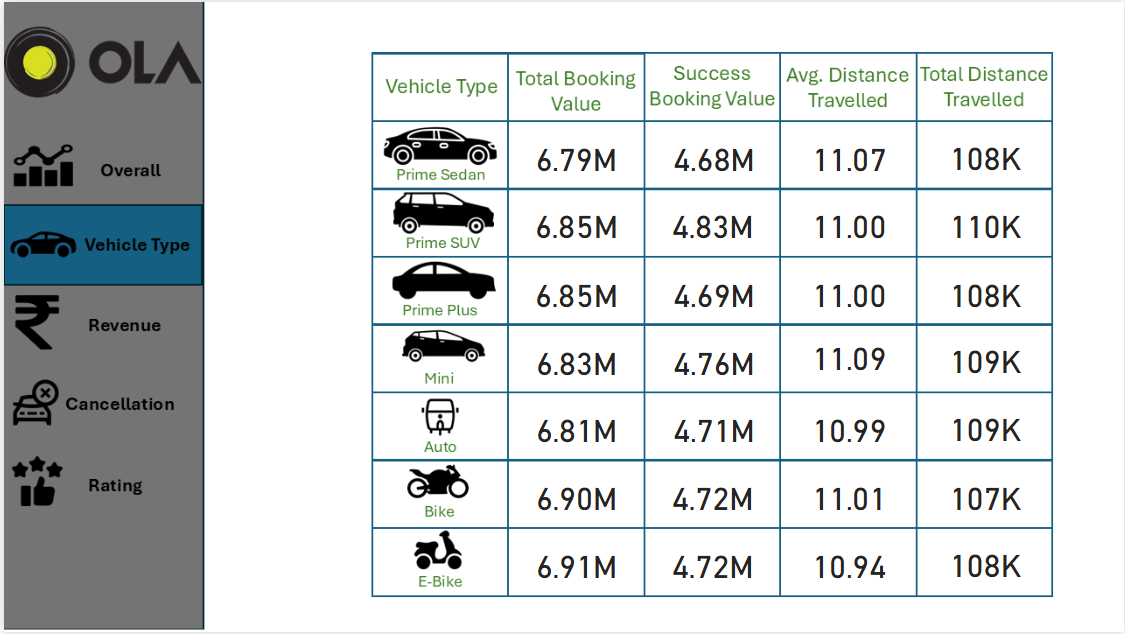 OLA
Overall
Vehicle Type
Revenue
Cancellation
Rating
Vehicle Type
Total Booking
Value
Success
Booking Value
Avg. Distance
Travelled
Total Distance
Travelled
Prime Sedan
6.79M
4.68M
11.07
108K
Prime SUV
6.85M
4.83M
11.00
110K
Prime Plus
6.85M
4.69M
11.00
108K
Mini
6.83M
4.76M
11.09
109K
Auto
6.81M
4.71M
10.99
109K
Bike
6.90M
4.72M
11.01
107K
E-Bike
6.91M
4.72M
10.94
108K